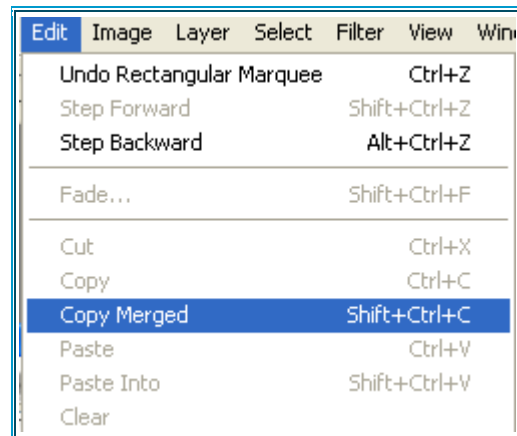 Edit Image Layer Select Filter View Win
Undo Rectangular Marquee Ctrl+Z
Step Forward Shift+Ctrl+Z
Step Backward Alt+Ctrl+Z
Fade... Shift+Ctrl+F
Cut Ctrl+X
Copy Ctrl+C
Copy Merged Shift+Ctrl+C
Paste Ctrl+V
Paste Into Shift+Ctrl+V
Clear